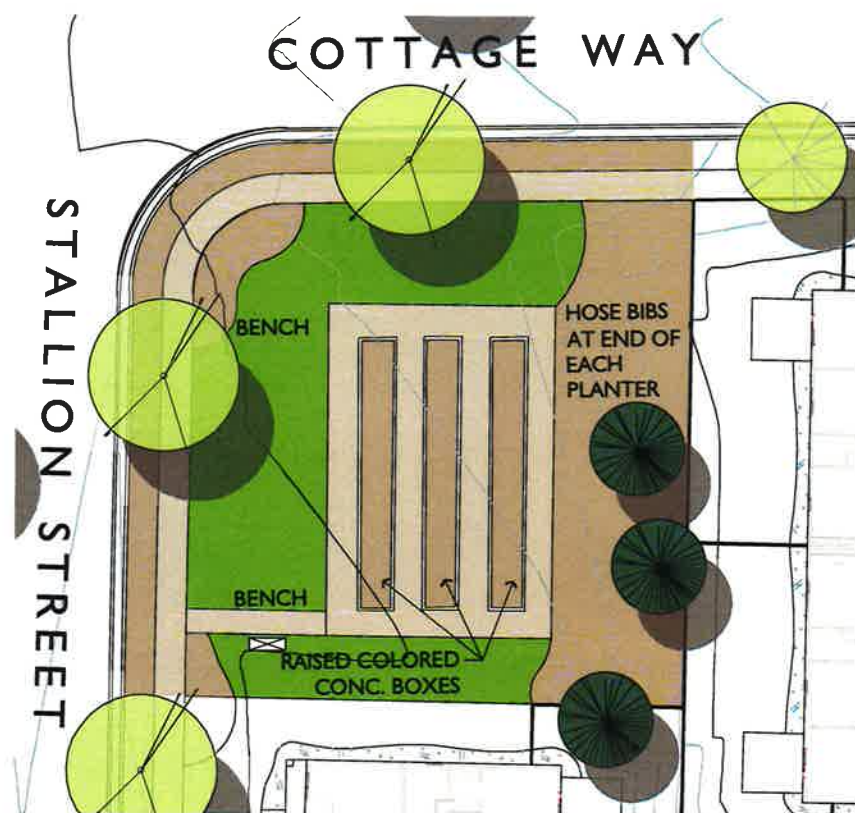 COTTAGE WAY
STALLION STREET
BENCH
HOSE BIBS
AT END OF
EACH
PLANTER
BENCH
RAISED COLORED
CONC. BOXES